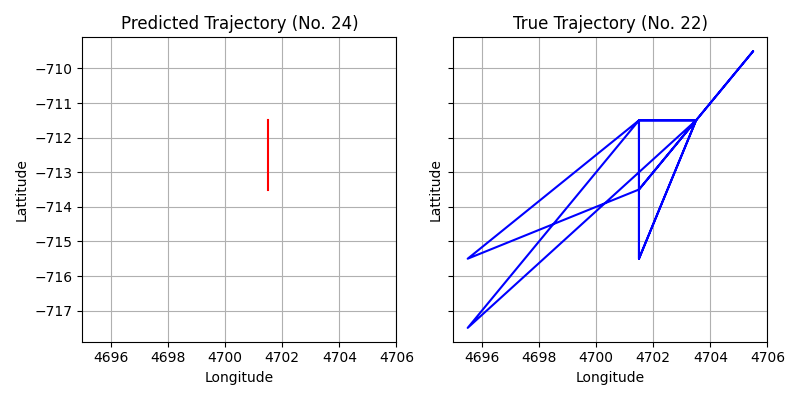 Predicted Trajectory (No. 24)
True Trajectory (No. 22)
−710
−711
−712
−713
−714
−715
−716
−717
Lattitude
Lattitude
4696 4698 4700 4702 4704 4706
4696 4698 4700 4702 4704 4706
Longitude
Longitude